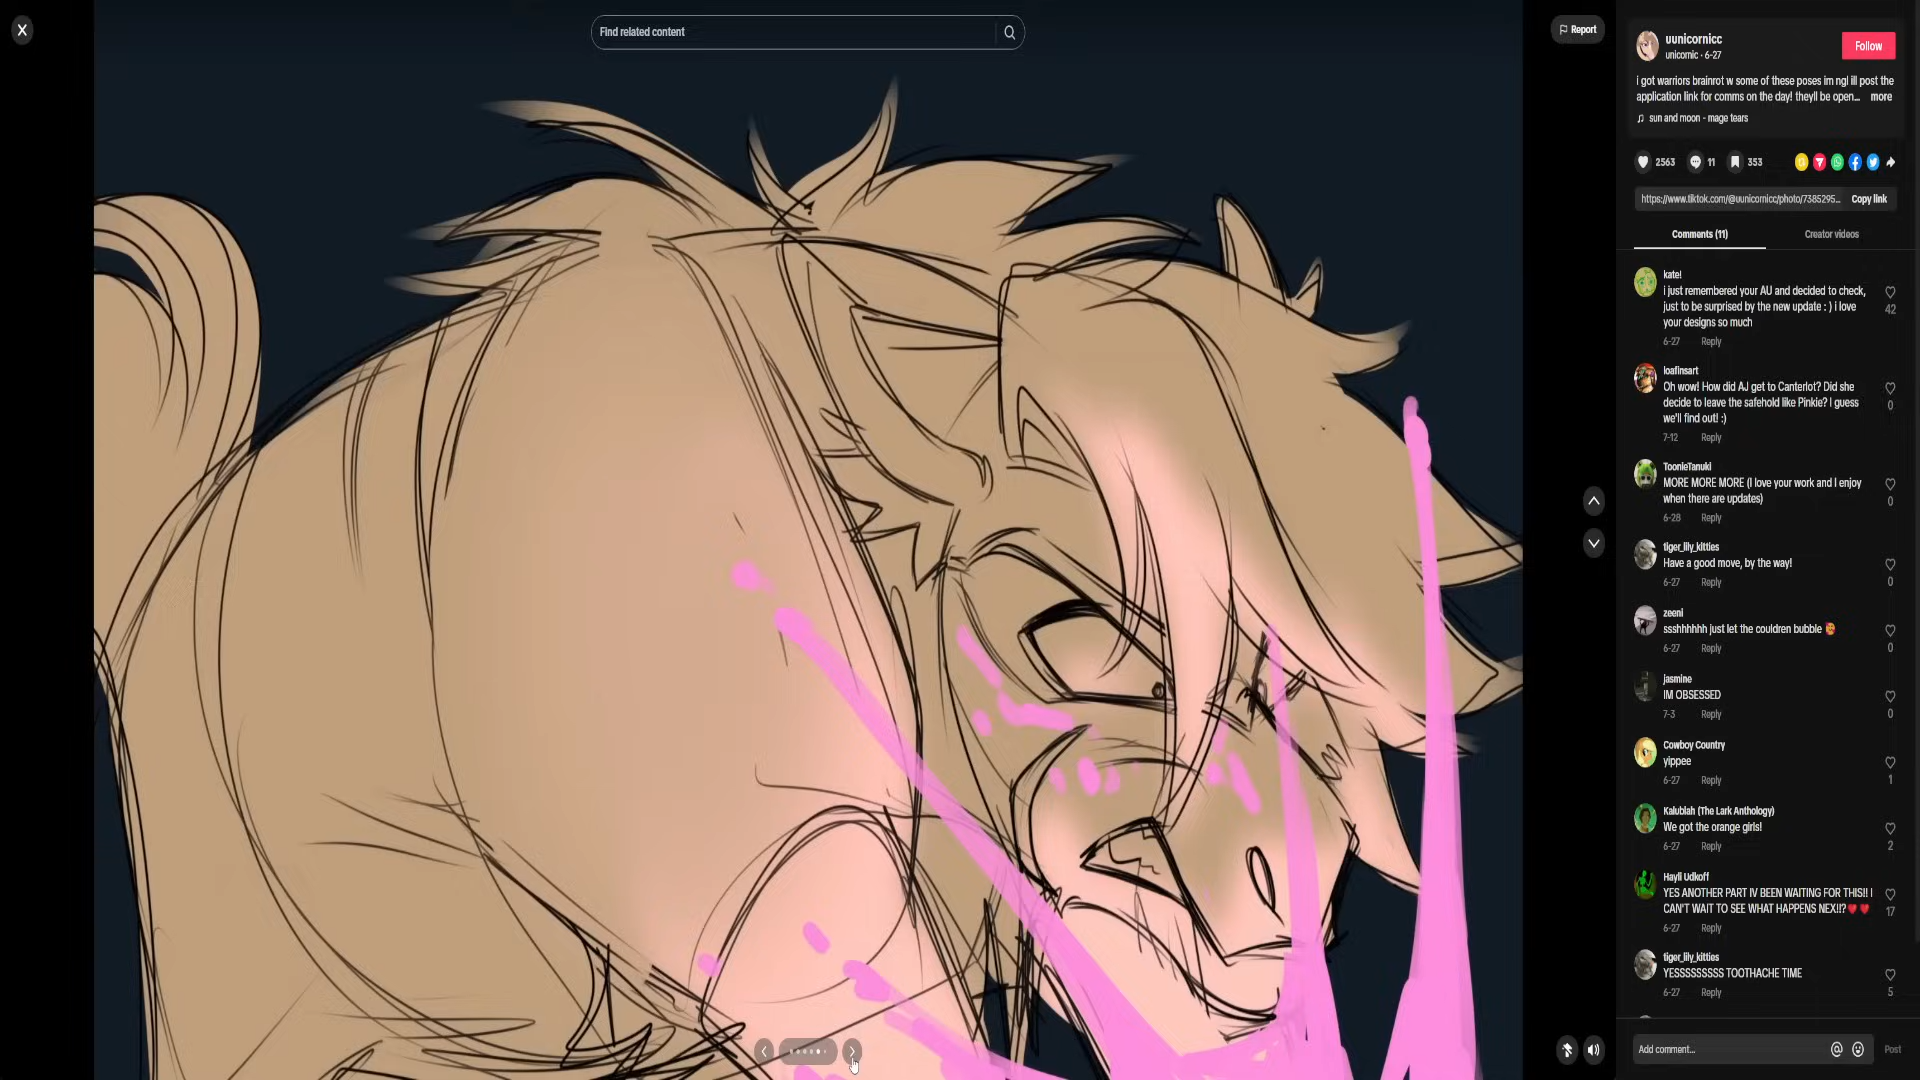 Find related content
Report
uunicornicc
unicornic · 6-27
Follow
i got warriors brainrot w some of these poses im ngl ill post the
application link for comms on the day! theyll be open... more
sun and moon - mage tears
2563
11
353
https://www.tiktok.com/@uunicornicc/photo/7385295...
Copy link
Comments (11)
Creator videos
kate!
i just remembered your AU and decided to check,
just to be surprised by the new update : ) i love
your designs so much
42
6-27 Reply
loafinsart
Oh wow! How did AJ get to Canterlot? Did she
decide to leave the safehold like Pinkie? I guess
we'll find out! :)
0
7-12 Reply
ToonieTanuki
MORE MORE MORE (I love your work and I enjoy
when there are updates)
0
6-28 Reply
tiger_lily_kitties
Have a good move, by the way!
0
6-27 Reply
zeeni
ssshhhhhh just let the couldren bubble
0
6-27 Reply
jasmine
IM OBSESSED
0
7-3 Reply
Cowboy Country
yippee
1
6-27 Reply
Kalublah (The Lark Anthology)
We got the orange girls!
2
6-27 Reply
Hayli Udkoff
YES ANOTHER PART IV BEEN WAITING FOR THIS!! I
CAN'T WAIT TO SEE WHAT HAPPENS NEX!!?
17
6-27 Reply
tiger_lily_kitties
YESSSSSSSSS TOOTHACHE TIME
5
6-27 Reply
Add comment...
Post